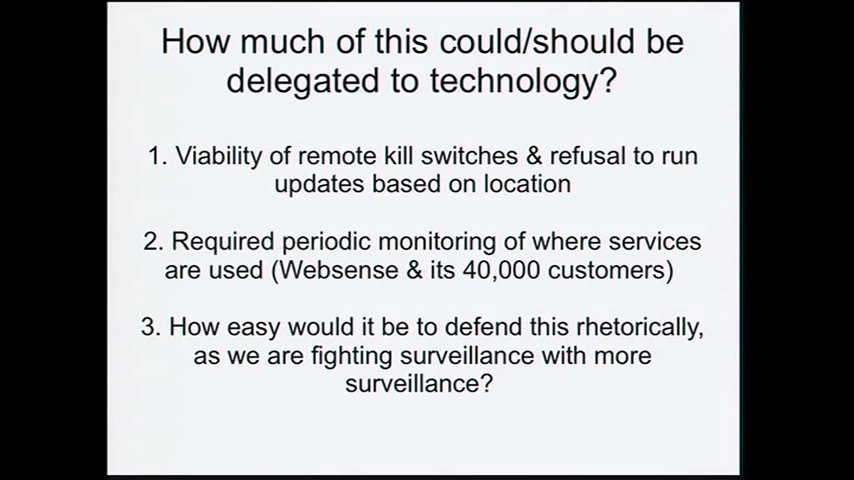 How much of this could/should be
delegated to technology?
1. Viability of remote kill switches & refusal to run
updates based on location
2. Required periodic monitoring of where services
are used (Websense & its 40,000 customers)
3. How easy would it be to defend this rhetorically,
as we are fighting surveillance with more
surveillance?